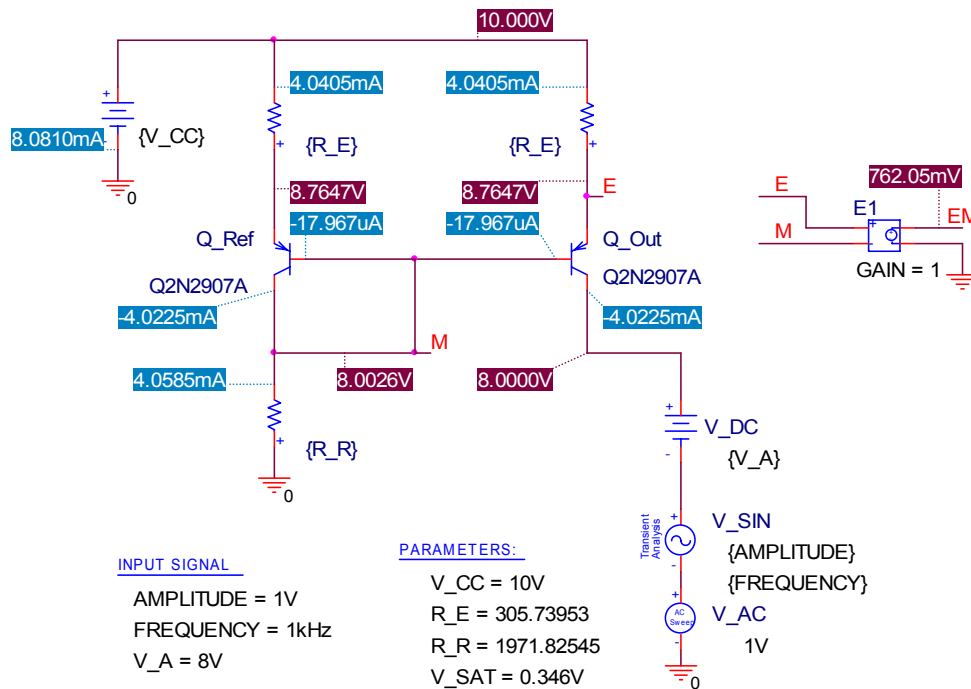 10.000V
4.0405mA
4.0405mA
+
8.0810mA
-
{V_CC}
0
+
{R_E}
+
{R_E}
8.7647V
8.7647V
E
762.05mV
E
E1
+
-
EM
M
GAIN = 1
Q_Ref
-17.967uA
-17.967uA
Q_Out
Q2N2907A
Q2N2907A
-4.0225mA
-4.0225mA
M
4.0585mA
8.0026V
8.0000V
+
{R_R}
0
+
V_DC
-
{V_A}
Transient
Analysis
+
-
V_SIN
{AMPLITUDE}
{FREQUENCY}
+
AC
Sweep
-
V_AC
1V
0
INPUT SIGNAL
AMPLITUDE = 1V
FREQUENCY = 1kHz
V_A = 8V
PARAMETERS:
V_CC = 10V
R_E = 305.73953
R_R = 1971.82545
V_SAT = 0.346V